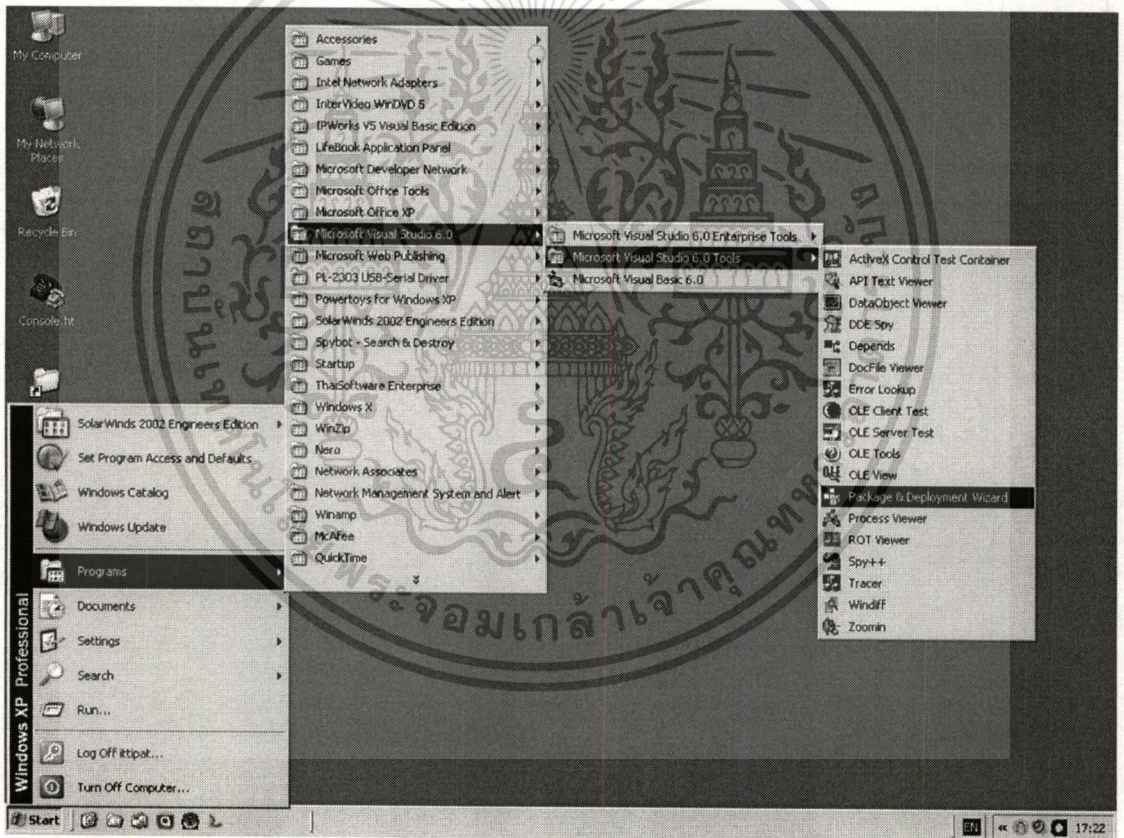 My Computer
My Network
Places
Recycle Bin
Console.ht
Accessories
Games
Intel Network Adapters
InterVideo WinDVD 5
IPWorks V5 Visual Basic Edition
LifeBook Application Panel
Microsoft Developer Network
Microsoft Office Tools
Microsoft Office XP
Microsoft Visual Studio 6.0
Microsoft Web Publishing
PL-2303 USB-Serial Driver
Powertoys for Windows XP
SolarWinds 2002 Engineers Edition
Spybot - Search & Destroy
Startup
ThaiSoftware Enterprise
Windows X
WinZip
Nero
Network Associates
Network Management System and Alert
Winamp
McAfee
QuickTime
Microsoft Visual Studio 6.0 Enterprise Tools
Microsoft Visual Studio 6.0 Tools
Microsoft Visual Basic 6.0
ActiveX Control Test Container
API Text Viewer
DataObject Viewer
DDE Spy
Depends
DocFile Viewer
Error Lookup
OLE Client Test
OLE Server Test
OLE Tools
OLE View
Package & Deployment Wizard
Process Viewer
ROT Viewer
Spy++
Tracer
Windiff
Zoomin
SolarWinds 2002 Engineers Edition
Set Program Access and Defaults
Windows Catalog
Windows Update
Programs
Documents
Settings
Search
Run...
Log Off ittipat...
Turn Off Computer...
Windows XP Professional
Start
EN
17:22
พระจอมเกล้าเจ้าคุณทหาร